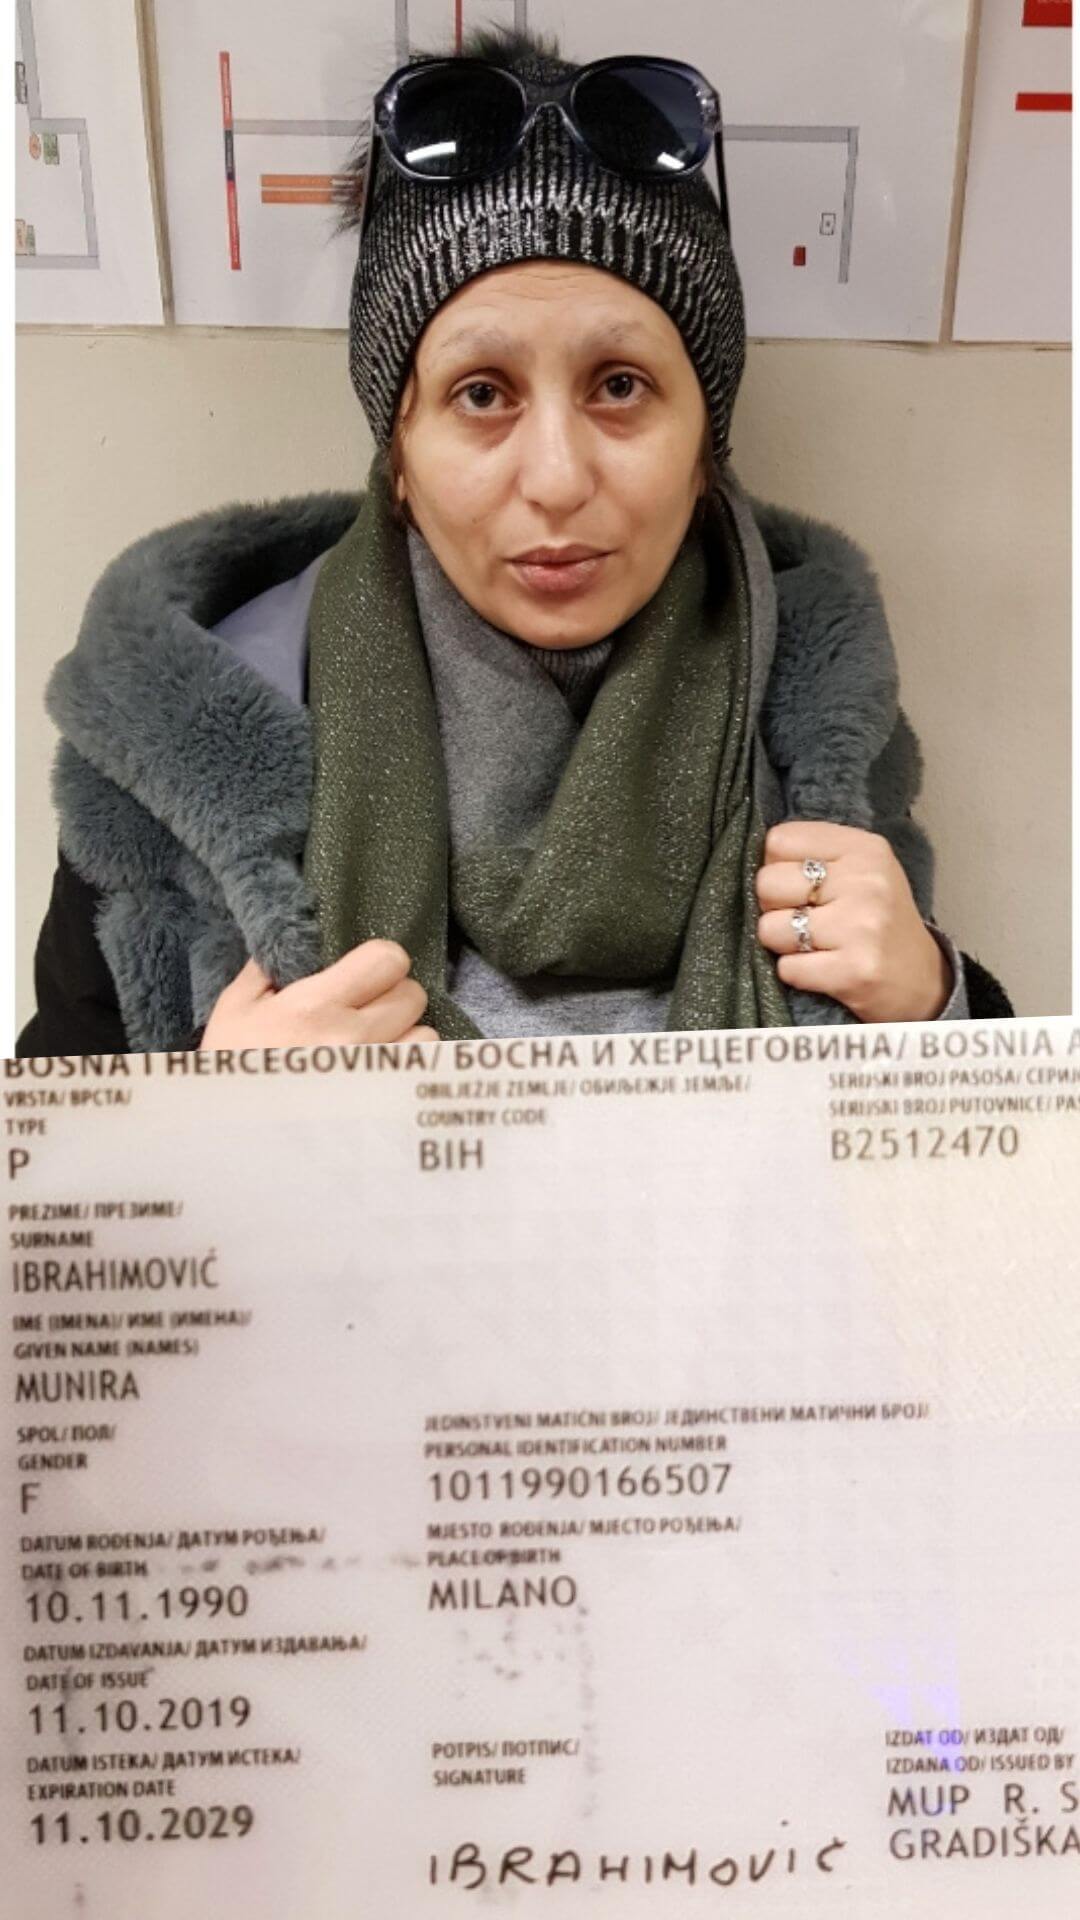 BOSNA I HERCEGOVINA/ БОСНА И ХЕРЦЕГОВИНА/ BOSNIA
VRSTA/ ВРСТА/
TYPE
P
OBILJEŽJE ZEMLJE/ ОБИЉЕЖЈЕ ЗЕМЉЕ/
COUNTRY CODE
BIH
SERIJSKI BROJ PASOŠA/
SERIJSKI BROJ PUTOVNICE/
B2512470
PREZIME/ ПРЕЗИМЕ/
SURNAME
IBRAHIMOVIĆ
IME (IMENA)/ ИМЕ (ИМЕНА)/
GIVEN NAME (NAMES)
MUNIRA
SPOL/ ПОЛ/
GENDER
F
JEDINSTVENI MATIČNI BROJ/ ЈЕДИНСТВЕНИ МАТИЧНИ БРОЈ/
PERSONAL IDENTIFICATION NUMBER
1011990166507
DATUM ROĐENJA/ ДАТУМ РОЂЕЊА/
DATE OF BIRTH
10.11.1990
MJESTO ROĐENJA/ МЈЕСТО РОЂЕЊА/
PLACE OF BIRTH
MILANO
DATUM IZDAVANJA/ ДАТУМ ИЗДАВАЊА/
DATE OF ISSUE
11.10.2019
DATUM ISTEKA/ ДАТУМ ИСТЕКА/
EXPIRATION DATE
11.10.2029
POTPIS/ ПОТПИС/
SIGNATURE
IBRAHIMOVIĆ
IZDAT OD/ ИЗДАТ ОД/
IZDANA OD/ ISSUED BY
MUP R. S
GRADIŠKA